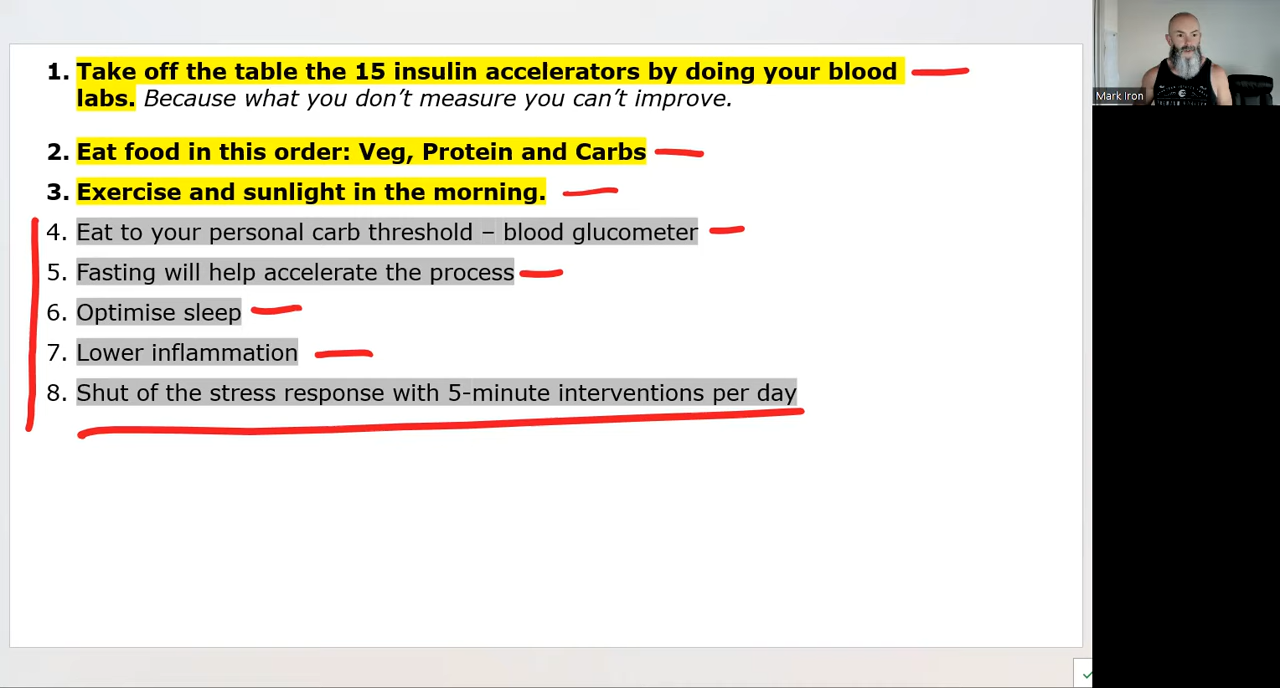 1. Take off the table the 15 insulin accelerators by doing your blood
labs. Because what you don’t measure you can’t improve.
2. Eat food in this order: Veg, Protein and Carbs
3. Exercise and sunlight in the morning.
4. Eat to your personal carb threshold – blood glucometer
5. Fasting will help accelerate the process
6. Optimise sleep
7. Lower inflammation
8. Shut of the stress response with 5-minute interventions per day
Mark Iron